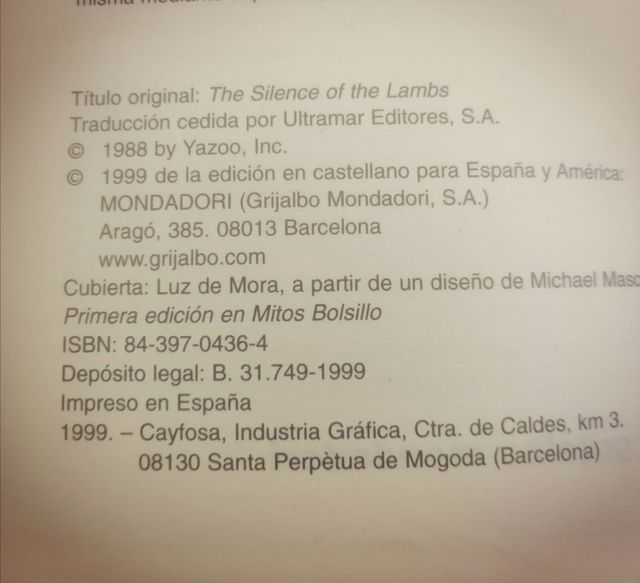 misma mediante
Título original: The Silence of the Lambs
Traducción cedida por Ultramar Editores, S.A.
© 1988 by Yazoo, Inc.
© 1999 de la edición en castellano para España y América:
MONDADORI (Grijalbo Mondadori, S.A.)
Aragó, 385. 08013 Barcelona
www.grijalbo.com
Cubierta: Luz de Mora, a partir de un diseño de Michael Masc
Primera edición en Mitos Bolsillo
ISBN: 84-397-0436-4
Depósito legal: B. 31.749-1999
Impreso en España
1999. – Cayfosa, Industria Gráfica, Ctra. de Caldes, km 3.
08130 Santa Perpètua de Mogoda (Barcelona)